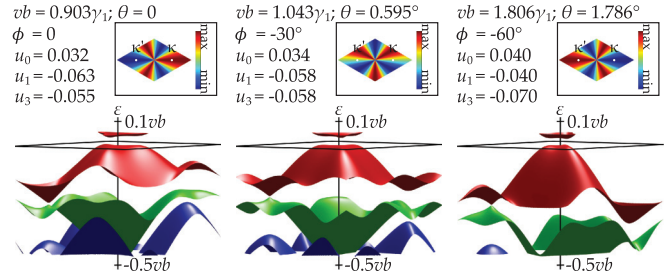 vb = 0.903γ₁; θ = 0
ϕ = 0
u₀ = 0.032
u₁ = -0.063
u₃ = -0.055
κ' κ
max
min
ε
0.1vb
-0.5vb
vb = 1.043γ₁; θ = 0.595°
ϕ = -30°
u₀ = 0.034
u₁ = -0.058
u₃ = -0.058
κ' κ
max
min
ε
0.1vb
-0.5vb
vb = 1.806γ₁; θ = 1.786°
ϕ = -60°
u₀ = 0.040
u₁ = -0.040
u₃ = -0.070
κ' κ
max
min
ε
0.1vb
-0.5vb